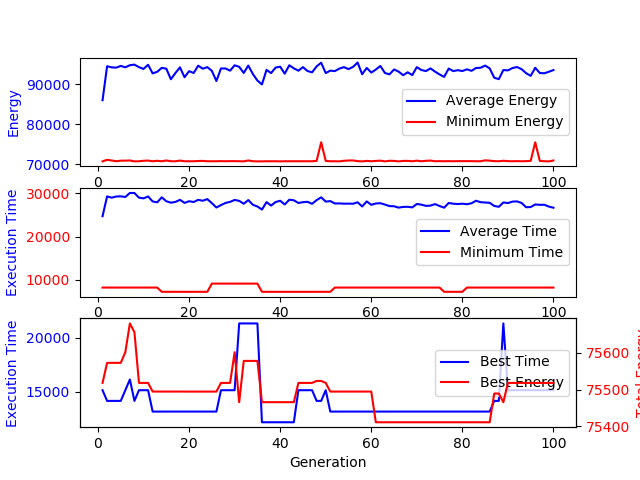 Energy
90000
80000
70000
Average Energy
Minimum Energy
0 20 40 60 80 100
Execution Time
30000
20000
10000
Average Time
Minimum Time
0 20 40 60 80 100
Execution Time
20000
15000
Best Time
Best Energy
75600
75500
75400
Total Energy
0 20 40 60 80 100
Generation